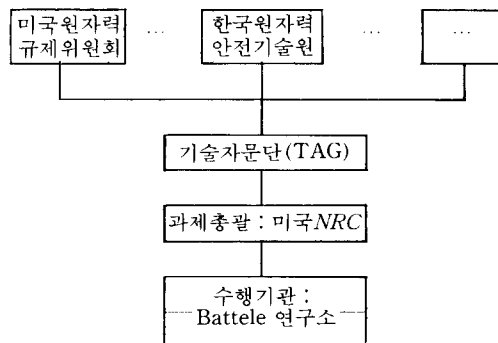 미국원자력
규제위원회
…
한국원자력
안전기술원
…
…
기술자문단(TAG)
과제총괄 : 미국NRC
수행기관 :
Battele 연구소